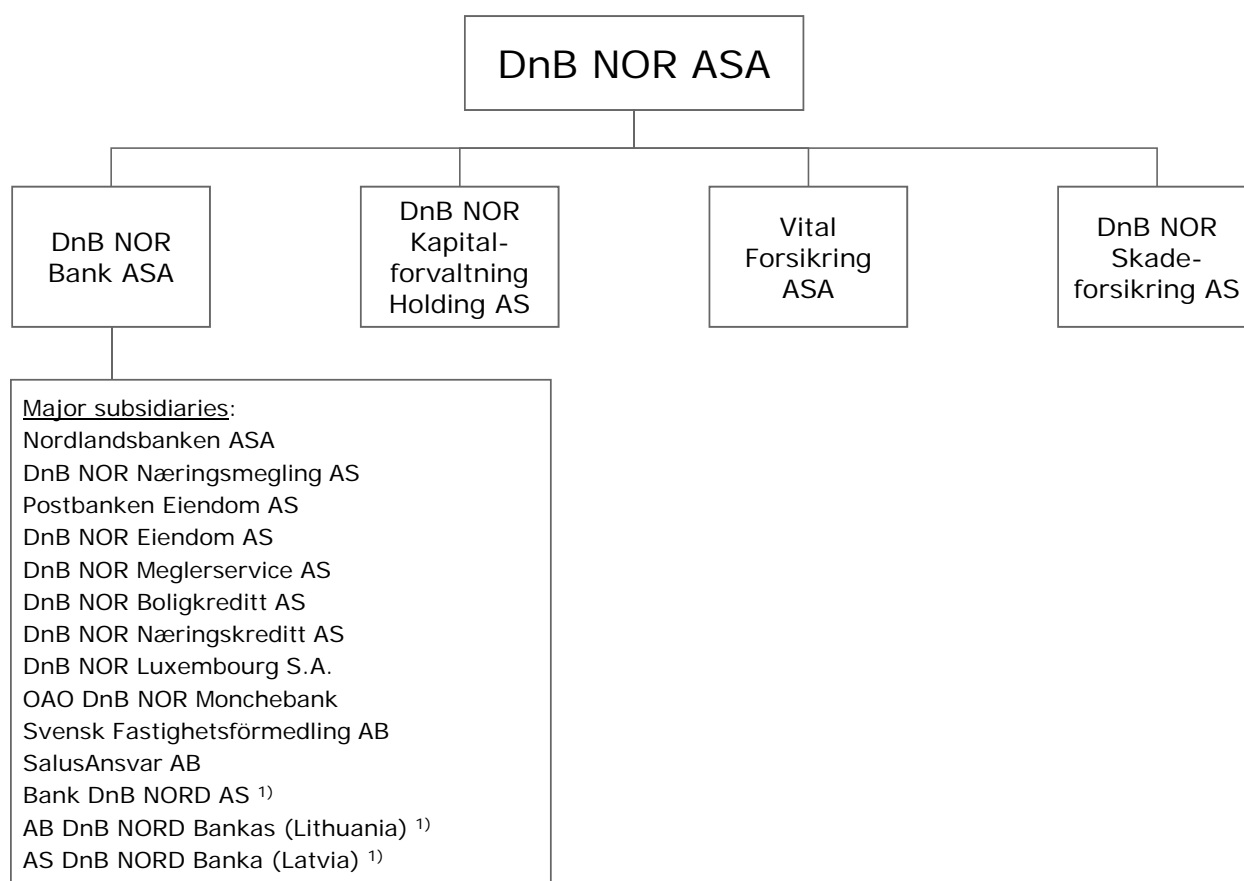 DnB NOR ASA
DnB NOR
Bank ASA
DnB NOR
Kapital-
forvaltning
Holding AS
Vital
Forsikring
ASA
DnB NOR
Skade-
forsikring AS
Major subsidiaries:
Nordlandsbanken ASA
DnB NOR Næringsmegling AS
Postbanken Eiendom AS
DnB NOR Eiendom AS
DnB NOR Meglerservice AS
DnB NOR Boligkreditt AS
DnB NOR Næringskreditt AS
DnB NOR Luxembourg S.A.
OAO DnB NOR Monchebank
Svensk Fastighetsförmedling AB
SalusAnsvar AB
Bank DnB NORD AS 1)
AB DnB NORD Bankas (Lithuania) 1)
AS DnB NORD Banka (Latvia) 1)